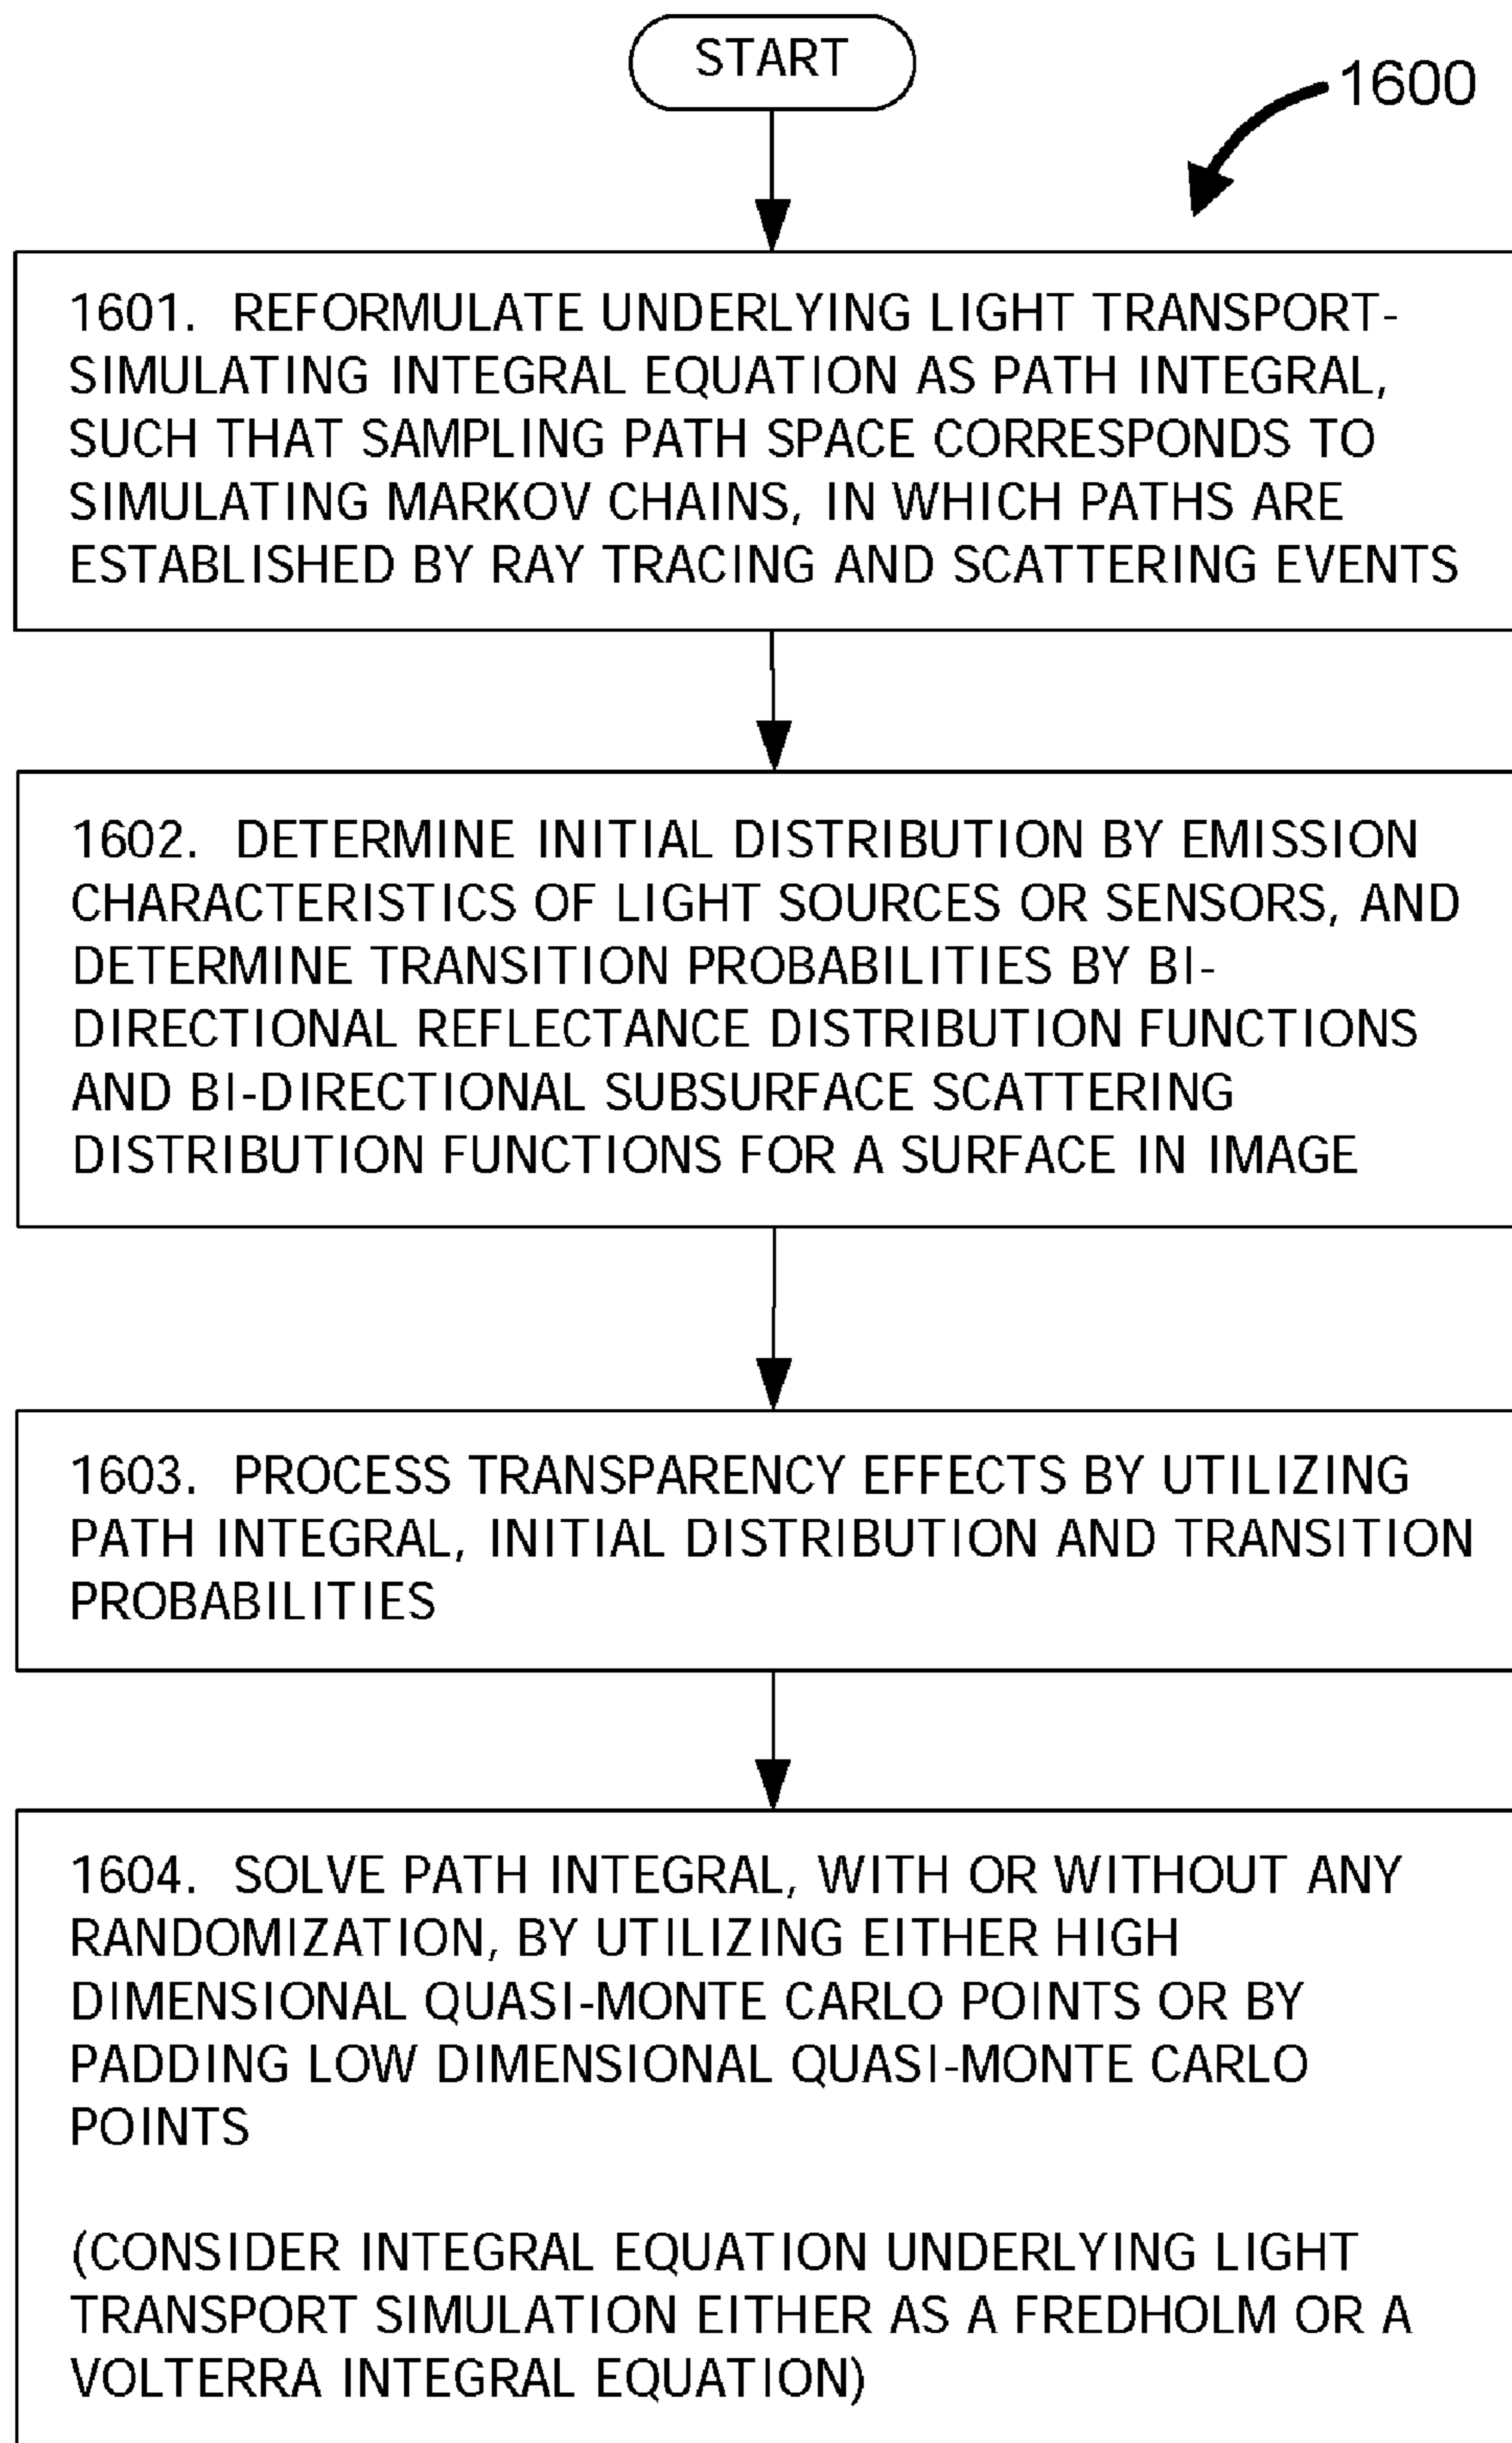 START
1600
1601. REFORMULATE UNDERLYING LIGHT TRANSPORT-
SIMULATING INTEGRAL EQUATION AS PATH INTEGRAL,
SUCH THAT SAMPLING PATH SPACE CORRESPONDS TO
SIMULATING MARKOV CHAINS, IN WHICH PATHS ARE
ESTABLISHED BY RAY TRACING AND SCATTERING EVENTS
1602. DETERMINE INITIAL DISTRIBUTION BY EMISSION
CHARACTERISTICS OF LIGHT SOURCES OR SENSORS, AND
DETERMINE TRANSITION PROBABILITIES BY BI-
DIRECTIONAL REFLECTANCE DISTRIBUTION FUNCTIONS
AND BI-DIRECTIONAL SUBSURFACE SCATTERING
DISTRIBUTION FUNCTIONS FOR A SURFACE IN IMAGE
1603. PROCESS TRANSPARENCY EFFECTS BY UTILIZING
PATH INTEGRAL, INITIAL DISTRIBUTION AND TRANSITION
PROBABILITIES
1604. SOLVE PATH INTEGRAL, WITH OR WITHOUT ANY
RANDOMIZATION, BY UTILIZING EITHER HIGH
DIMENSIONAL QUASI-MONTE CARLO POINTS OR BY
PADDING LOW DIMENSIONAL QUASI-MONTE CARLO
POINTS
(CONSIDER INTEGRAL EQUATION UNDERLYING LIGHT
TRANSPORT SIMULATION EITHER AS A FREDHOLM OR A
VOLTERRA INTEGRAL EQUATION)